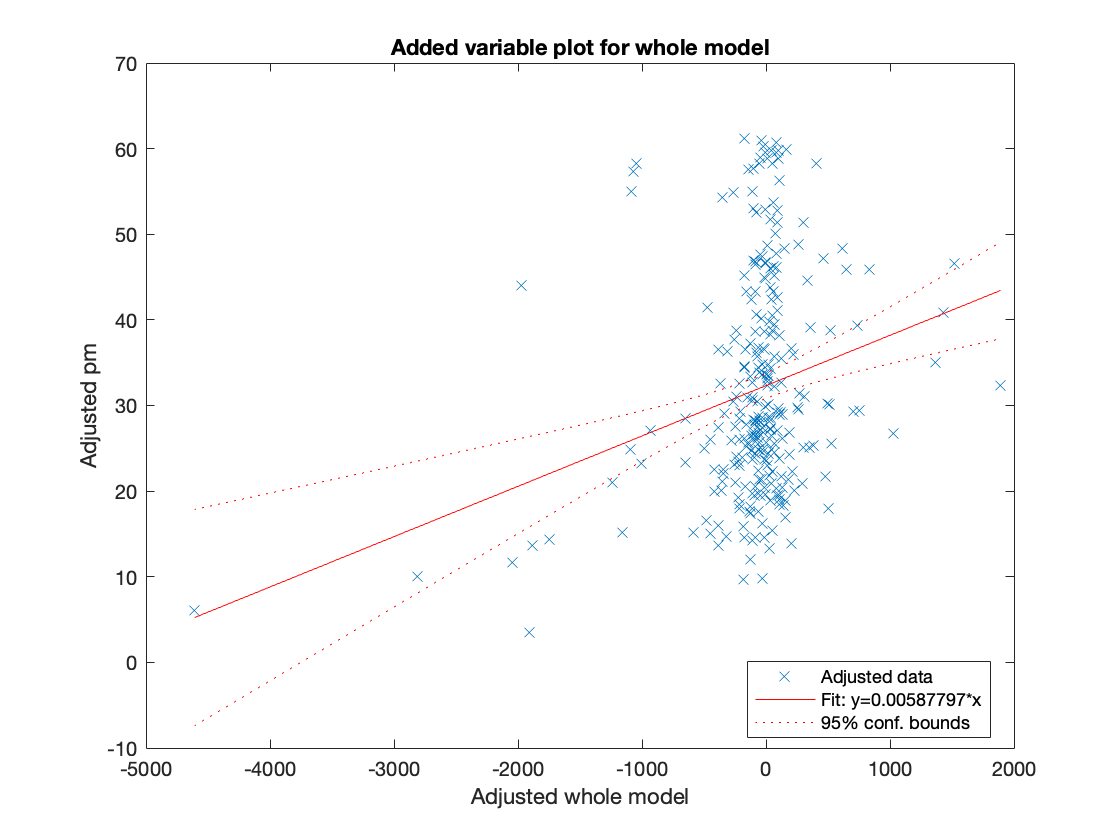 Added variable plot for whole model
70
60
50
40
30
20
10
0
-10
Adjusted pm
-5000 -4000 -3000 -2000 -1000 0 1000 2000
Adjusted whole model
Adjusted data
Fit: y=0.00587797*x
95% conf. bounds